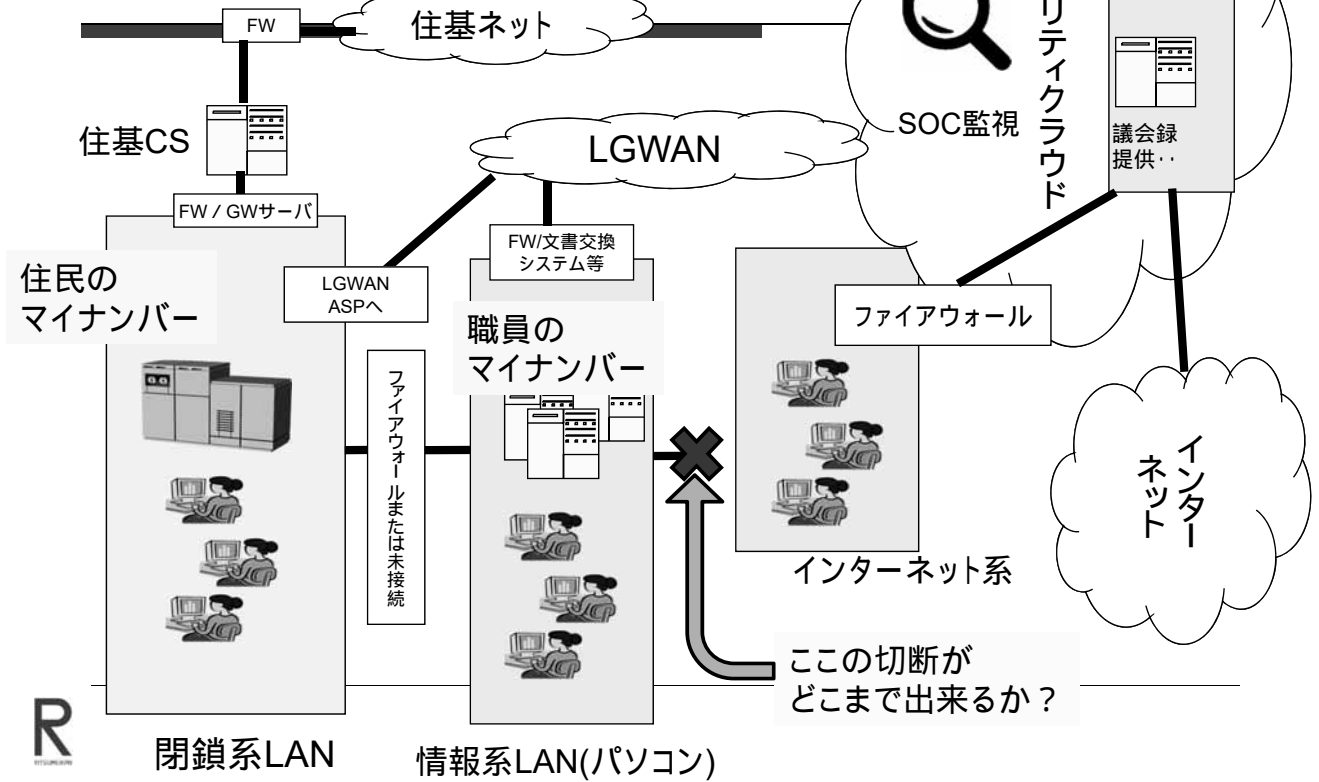 FW
住基ネット
リティクラウド
SOC監視
議会録
提供‥
住基CS
LGWAN
FW / GWサーバ
FW/文書交換
システム等
住民の
マイナンバー
LGWAN
ASPへ
ファイアウォール
職員の
マイナンバー
ファイアウォールまたは未接続
インター
ネット
インターネット系
ここの切断が
どこまで出来るか？
R
RITSUMEIKAN
閉鎖系LAN
情報系LAN(パソコン)